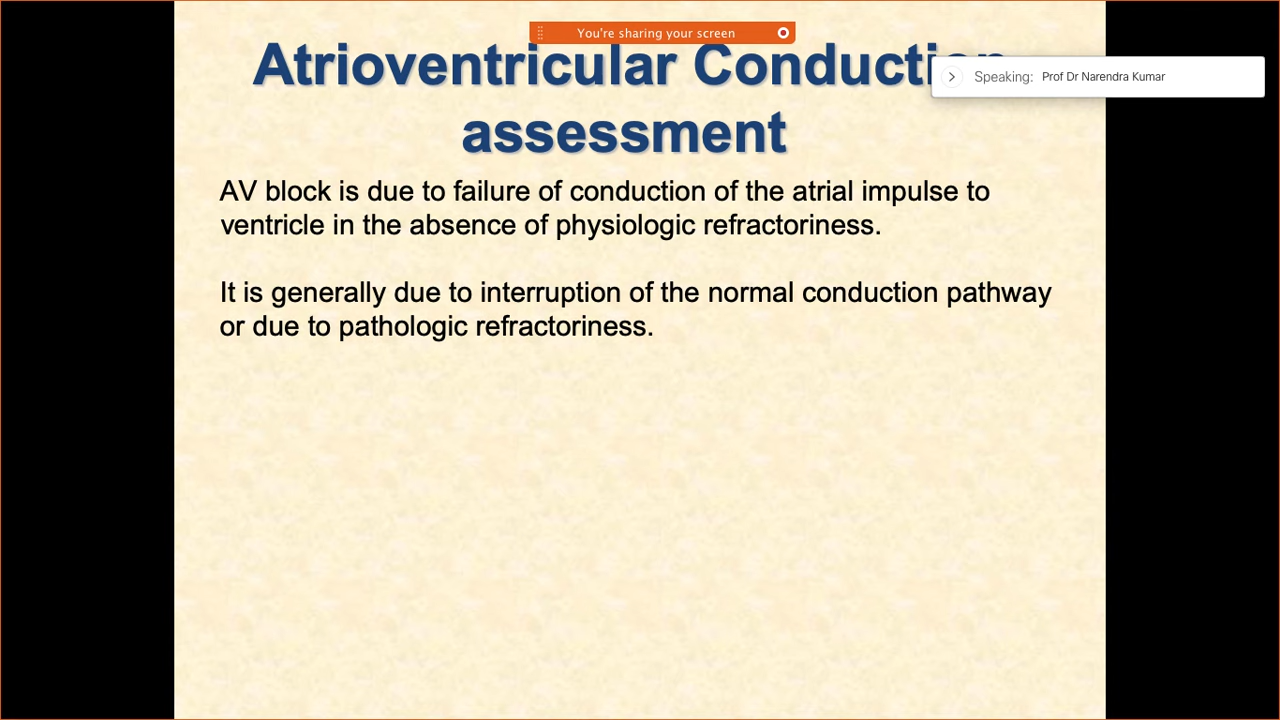 You're sharing your screen
Atrioventricular Conduction
assessment
Speaking: Prof Dr Narendra Kumar
AV block is due to failure of conduction of the atrial impulse to
ventricle in the absence of physiologic refractoriness.
It is generally due to interruption of the normal conduction pathway
or due to pathologic refractoriness.